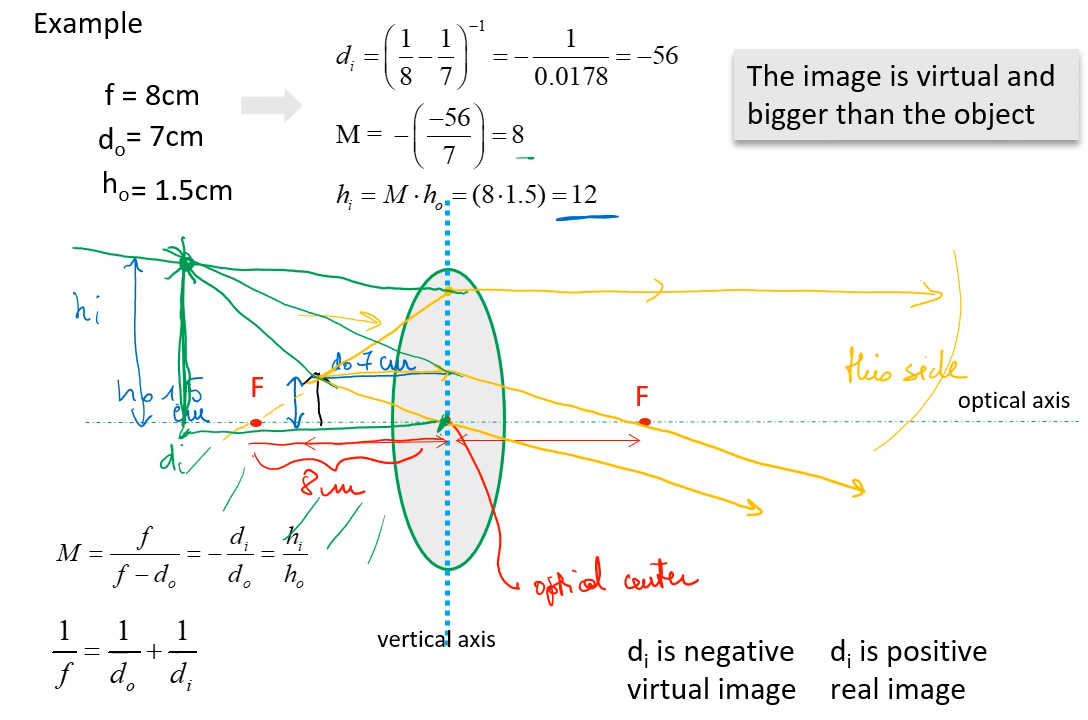 Example
f = 8cm
dₒ= 7cm
hₒ= 1.5cm
dᵢ = (1/8 − 1/7)⁻¹ = − 1/0.0178 = −56
M = −(−56/7) = 8
hᵢ = M · hₒ = (8·1.5) = 12
The image is virtual and
bigger than the object
hi
do 7 cm
ho 1,5
cm
F
F
this side
optical axis
di
8 cm
M = f/(f − dₒ) = − dᵢ/dₒ = hᵢ/hₒ
optical center
1/f = 1/dₒ + 1/dᵢ
vertical axis
dᵢ is negative
virtual image
dᵢ is positive
real image